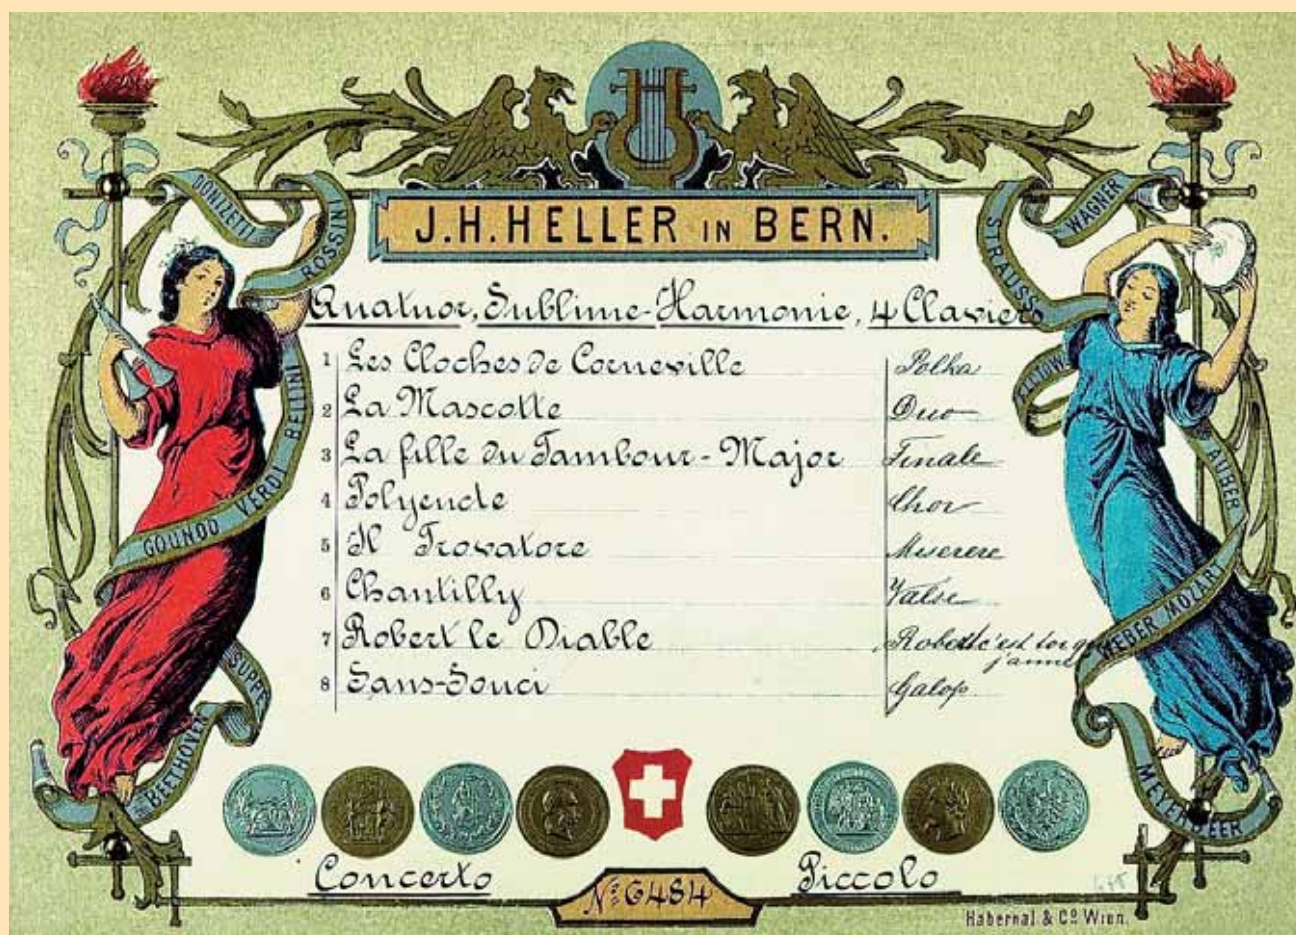 J.H.HELLER IN BERN.
DONIZETTI
ROSSINI
BELLINI
VERDI
GOUNOD
SUPPÉ
BEETHOVEN
WAGNER
STRAUSS
AUBER
MOZART
WEBER
MEYERBEER
Quatuor, Sublime-Harmonie, 4 Claviers
1 Les Cloches de Corneville Polka
2 La Mascotte Duo
3 La fille du Tambour-Major Finale
4 Polyeucte Chor
5 Il Trovatore Miserere
6 Chantilly Valse
7 Robert le Diable Robert c'est toi
j'aime
8 Sans-Souci Galop
Concerto Piccolo
No 6484
Habernal & Co Wien.